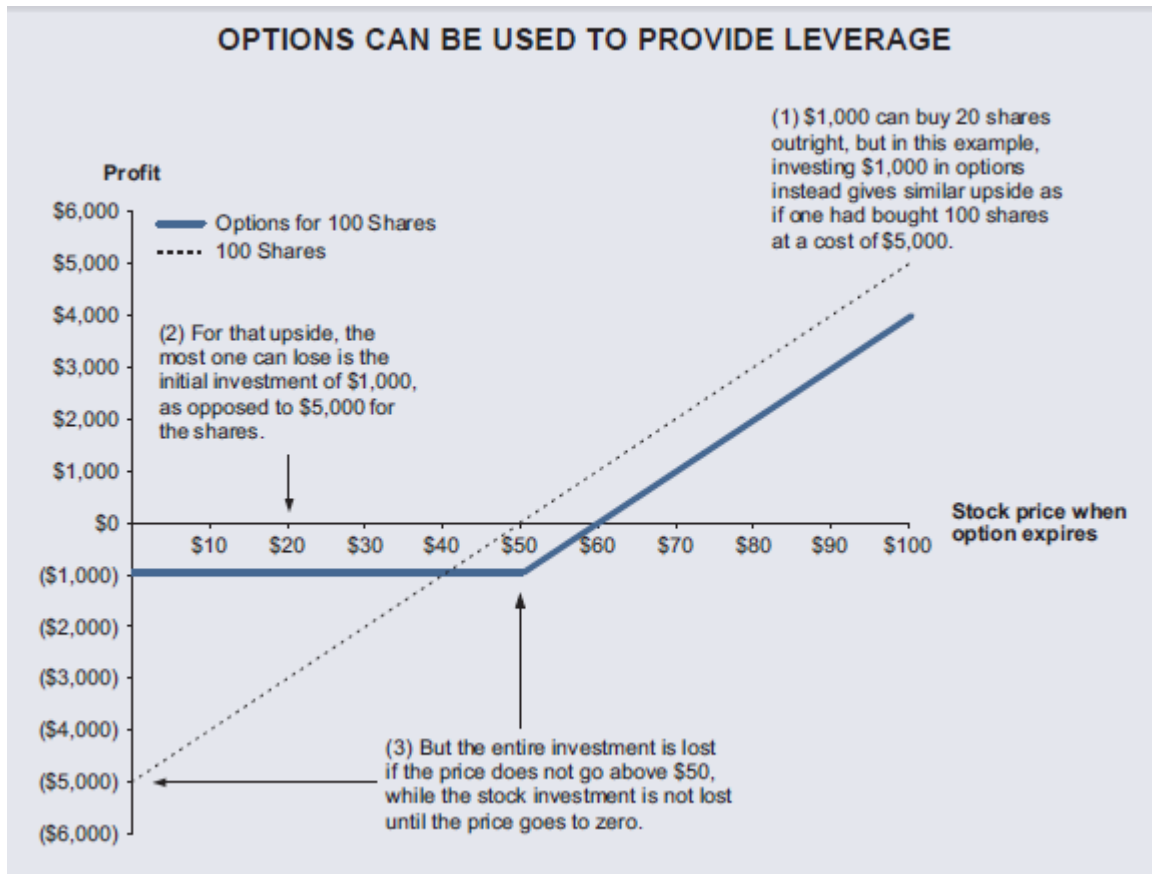 OPTIONS CAN BE USED TO PROVIDE LEVERAGE
(1) $1,000 can buy 20 shares
outright, but in this example,
investing $1,000 in options
instead gives similar upside as
if one had bought 100 shares
at a cost of $5,000.
Profit
$6,000
Options for 100 Shares
100 Shares
$5,000
$4,000
(2) For that upside, the
most one can lose is the
initial investment of $1,000,
as opposed to $5,000 for
the shares.
$3,000
$2,000
$1,000
$0
Stock price when
option expires
$10 $20 $30 $40 $50 $60 $70 $80 $90 $100
($1,000)
($2,000)
($3,000)
($4,000)
($5,000)
($6,000)
(3) But the entire investment is lost
if the price does not go above $50,
while the stock investment is not lost
until the price goes to zero.